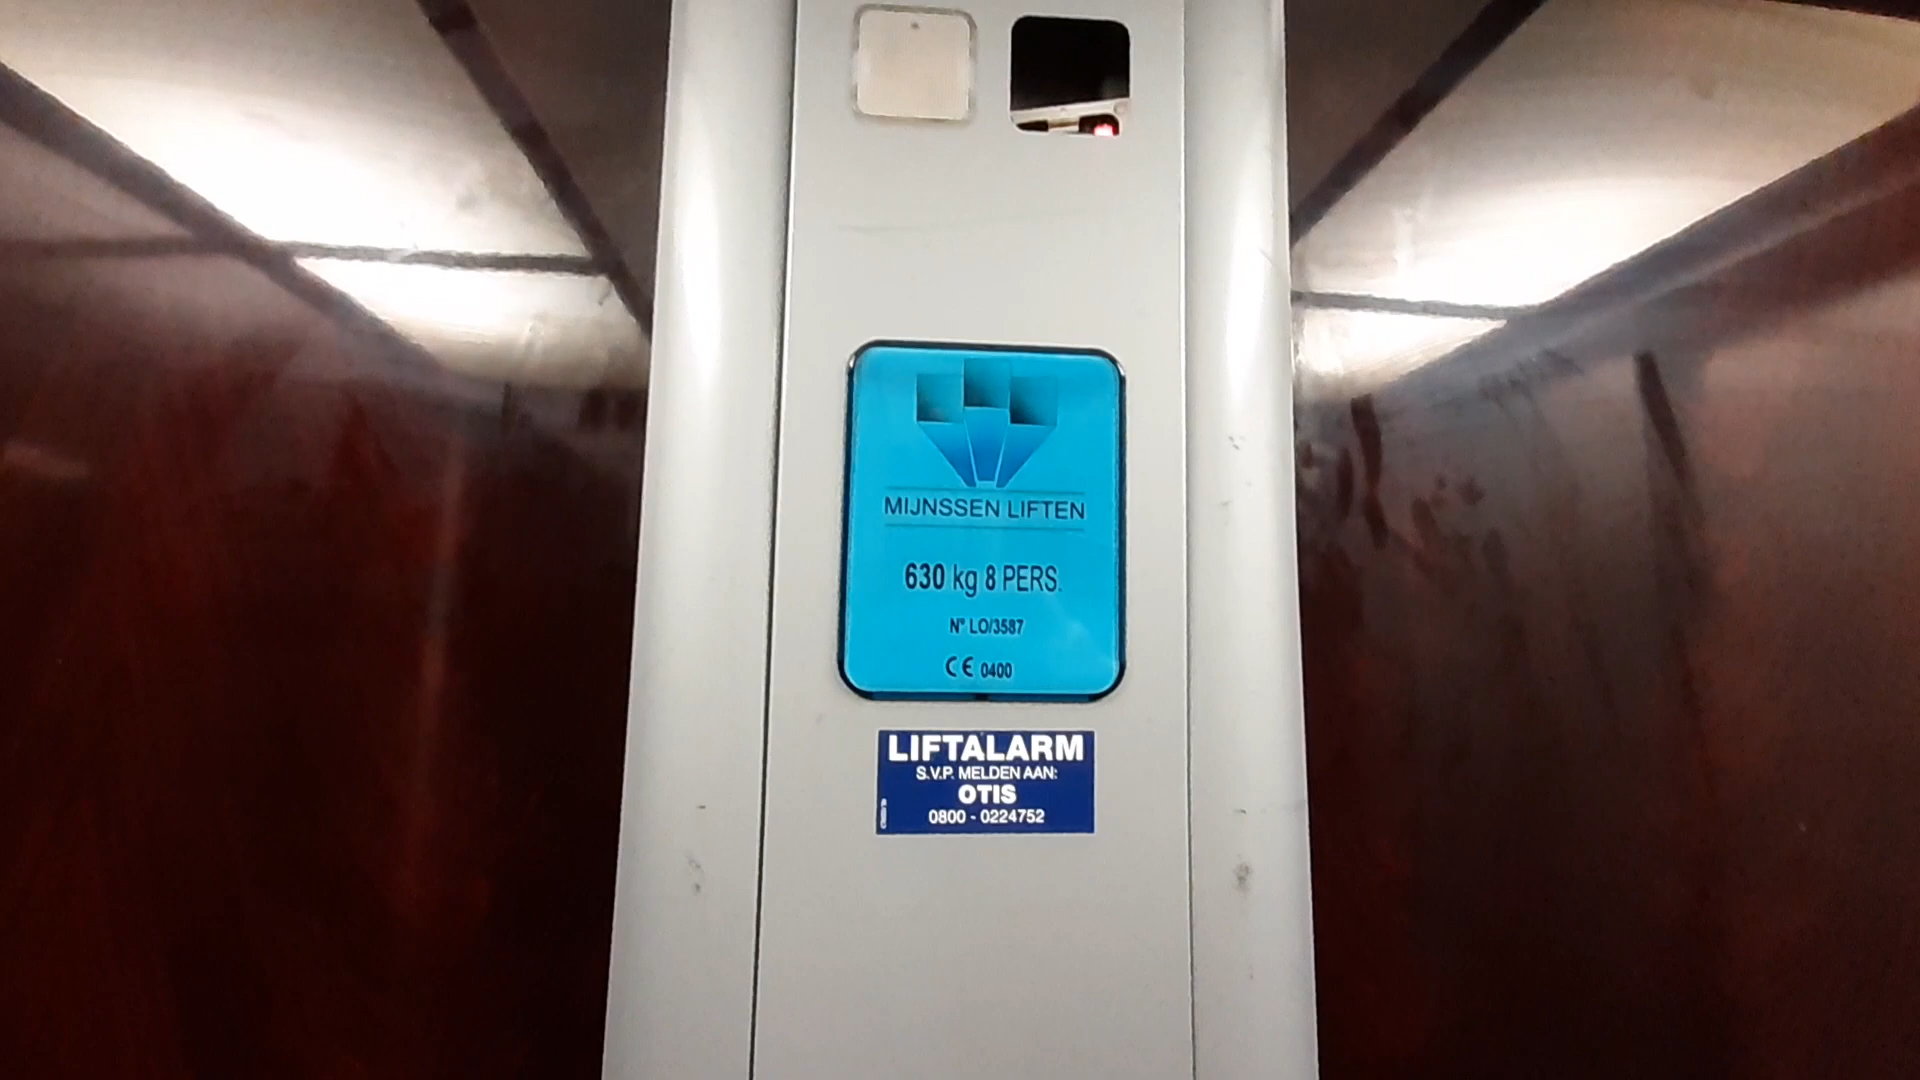 MIJNSSEN LIFTEN
630 kg 8 PERS.
N° LO/3587
CE 0400
LIFTALARM
S.V.P. MELDEN AAN:
OTIS
0800 - 0224752